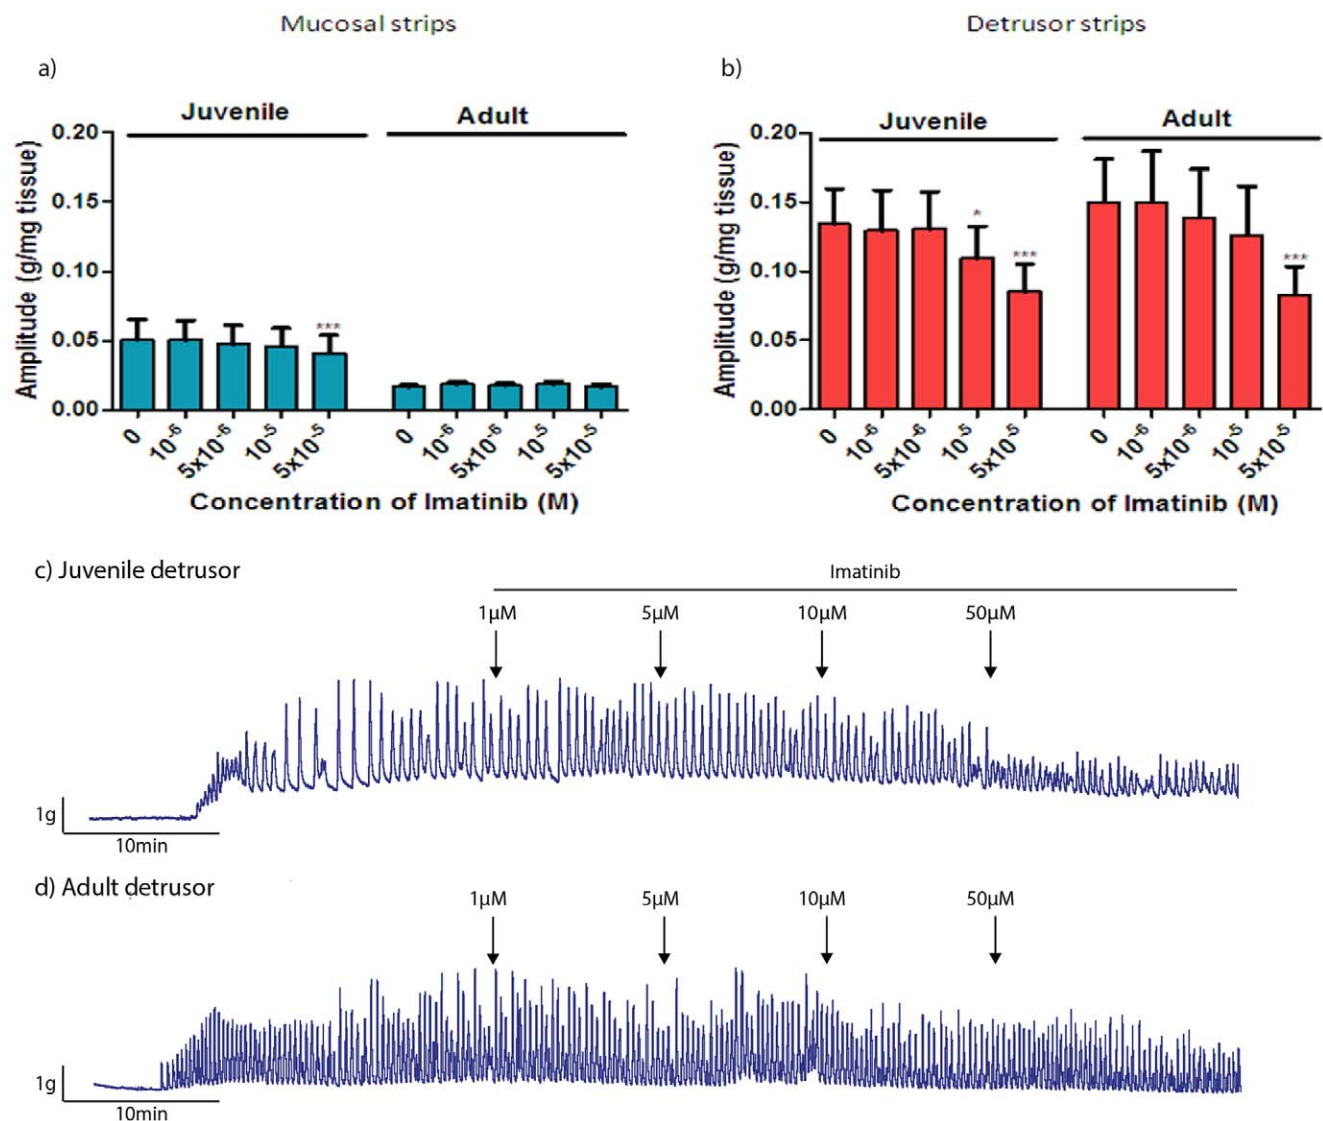 Mucosal strips
Detrusor strips
a)
Juvenile
Adult
0.20
0.15
0.10
0.05
0.00
Amplitude (g/mg tissue)
***
0
10⁻⁶
5x10⁻⁶
10⁻⁵
5x10⁻⁵
0
10⁻⁶
5x10⁻⁶
10⁻⁵
5x10⁻⁵
Concentration of Imatinib (M)
b)
Juvenile
Adult
0.20
0.15
0.10
0.05
0.00
Amplitude (g/mg tissue)
*
***
***
0
10⁻⁶
5x10⁻⁶
10⁻⁵
5x10⁻⁵
0
10⁻⁶
5x10⁻⁶
10⁻⁵
5x10⁻⁵
Concentration of Imatinib (M)
c) Juvenile detrusor
Imatinib
1µM
5µM
10µM
50µM
1g
10min
d) Adult detrusor
1µM
5µM
10µM
50µM
1g
10min